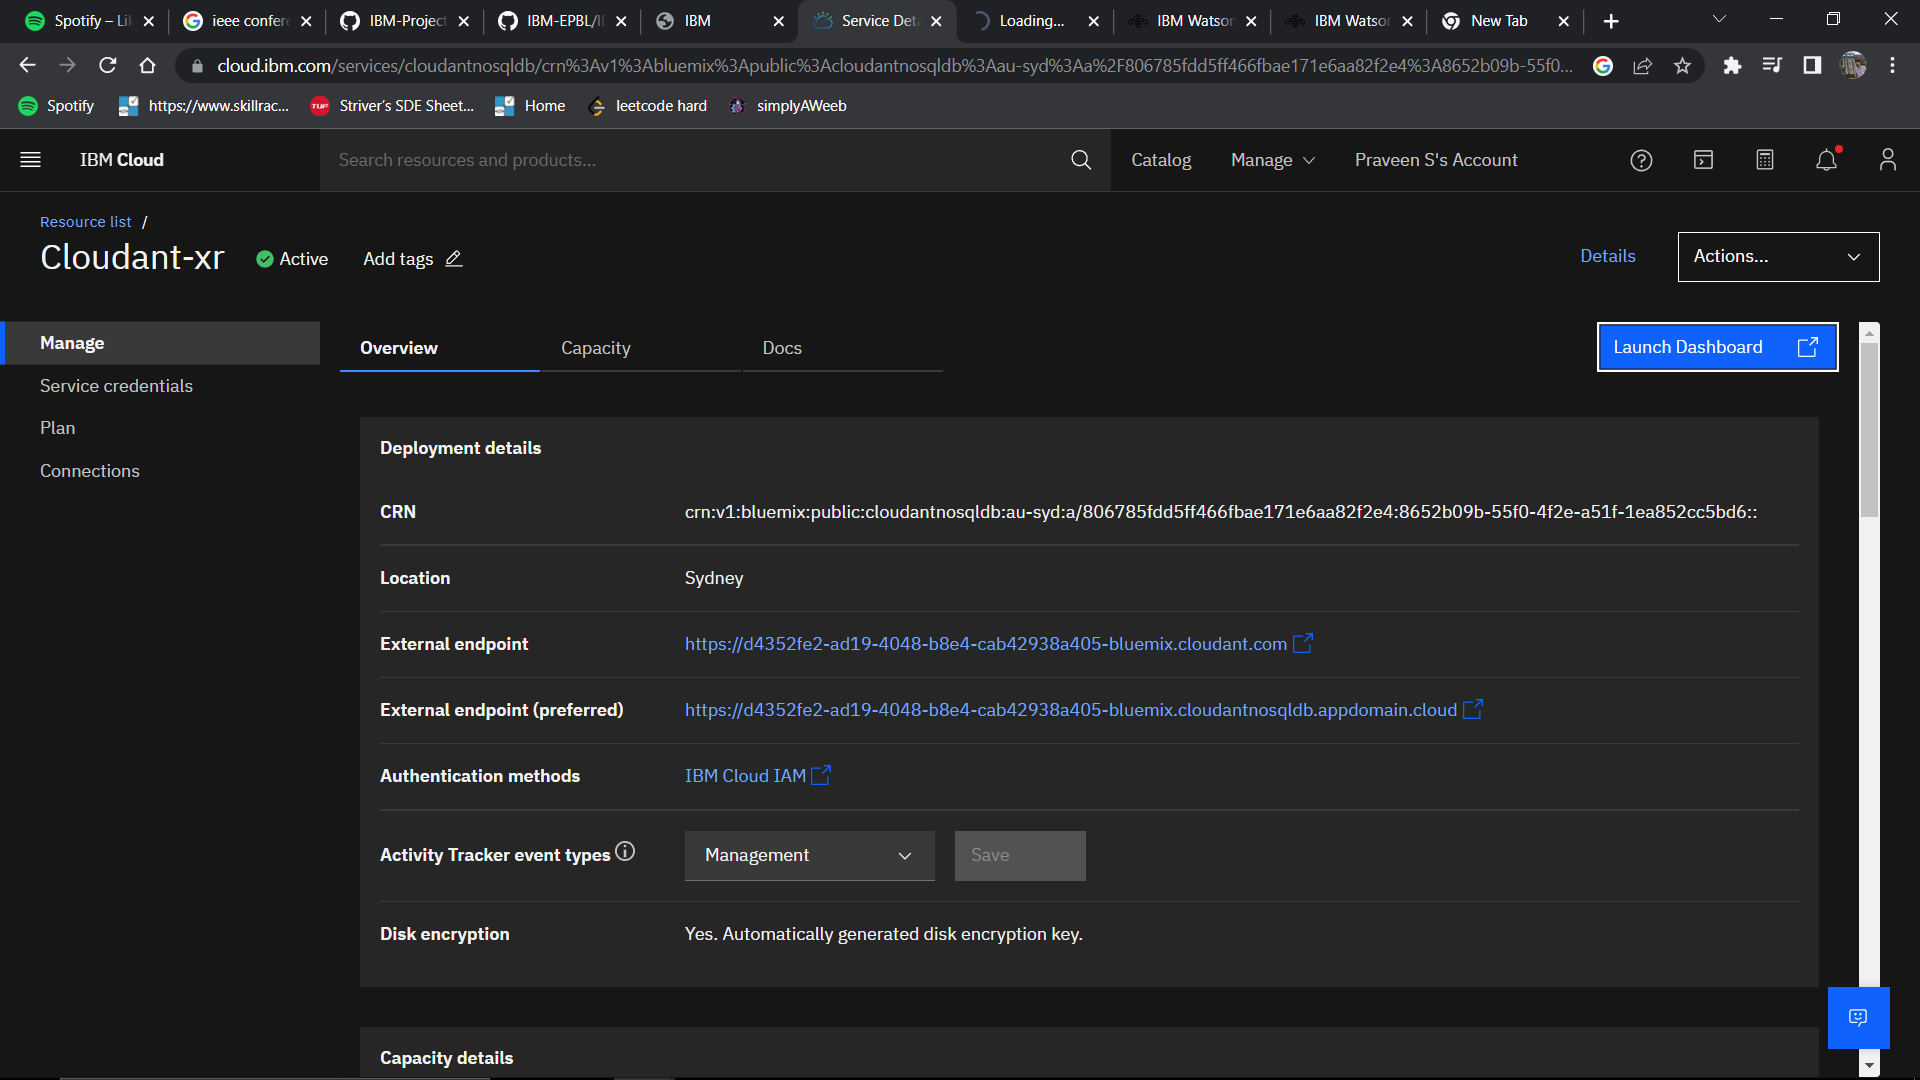 Spotify – Li
ieee confere
IBM-Project
IBM-EPBL/I
IBM
Service Deta
Loading...
IBM Watson
IBM Watson
New Tab
cloud.ibm.com/services/cloudantnosqldb/crn%3Av1%3Abluemix%3Apublic%3Acloudantnosqldb%3Aau-syd%3Aa%2F806785fdd5ff466fbae171e6aa82f2e4%3A8652b09b-55f0...
Spotify
https://www.skillrac...
TUF
Striver's SDE Sheet...
Home
leetcode hard
simplyAWeeb
IBM Cloud
Search resources and products...
Catalog
Manage
Praveen S's Account
Resource list /
Cloudant-xr
Active
Add tags
Details
Actions...
Manage
Service credentials
Plan
Connections
Overview
Capacity
Docs
Launch Dashboard
Deployment details
CRN
crn:v1:bluemix:public:cloudantnosqldb:au-syd:a/806785fdd5ff466fbae171e6aa82f2e4:8652b09b-55f0-4f2e-a51f-1ea852cc5bd6::
Location
Sydney
External endpoint
https://d4352fe2-ad19-4048-b8e4-cab42938a405-bluemix.cloudant.com
External endpoint (preferred)
https://d4352fe2-ad19-4048-b8e4-cab42938a405-bluemix.cloudantnosqldb.appdomain.cloud
Authentication methods
IBM Cloud IAM
Activity Tracker event types
Management
Save
Disk encryption
Yes. Automatically generated disk encryption key.
Capacity details